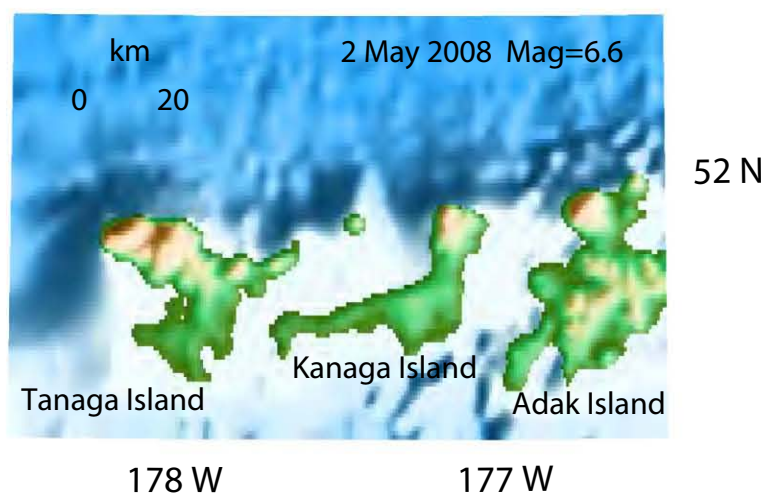 km 2 May 2008 Mag=6.6
0 20
52 N
Kanaga Island
Tanaga Island Adak Island
178 W 177 W